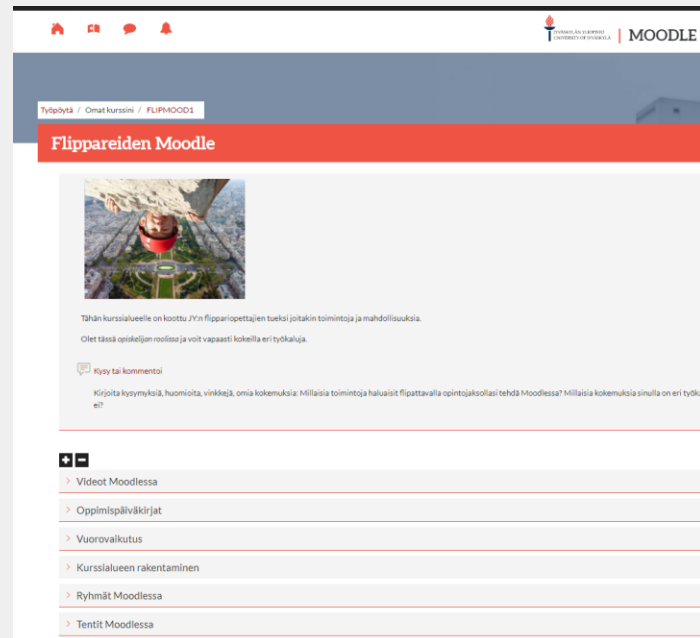 JYVÄSKYLÄN YLIOPISTO
UNIVERSITY OF JYVÄSKYLÄ
MOODLE
Työpöytä / Omat kurssini / FLIPMOOD1
Flippareiden Moodle
Tähän kurssialueelle on koottu JY:n flippariopettajien tueksi joitakin toimintoja ja mahdollisuuksia.
Olet tässä opiskelijan roolissa ja voit vapaasti kokeilla eri työkaluja.
Kysy tai kommentoi
Kirjoita kysymyksiä, huomioita, vinkkejä, omia kokemuksia: Millaisia toimintoja haluaisit flipattavalla opintojaksollasi tehdä Moodlessa? Millaisia kokemuksia sinulla on eri työka
ei?
Videot Moodlessa
Oppimispäiväkirjat
Vuorovaikutus
Kurssialueen rakentaminen
Ryhmät Moodlessa
Tentit Moodlessa